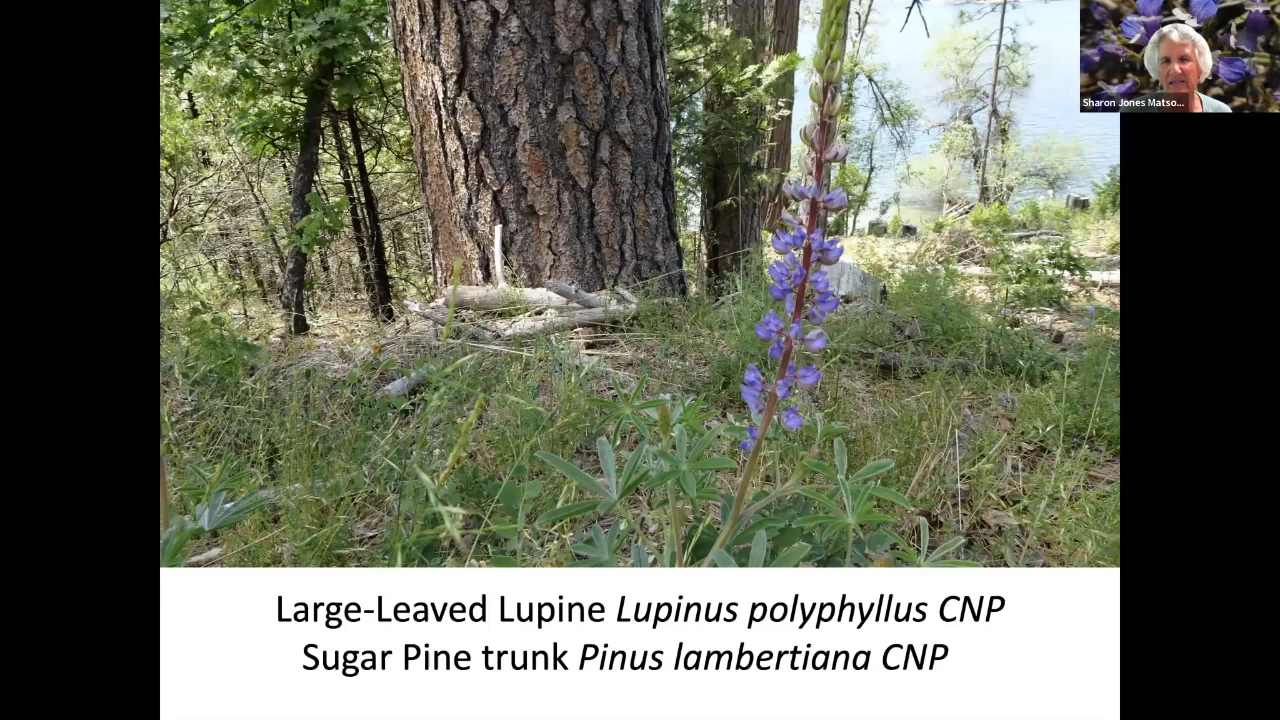 Sharon Jones Matso...
Large-Leaved Lupine Lupinus polyphyllus CNP
Sugar Pine trunk Pinus lambertiana CNP